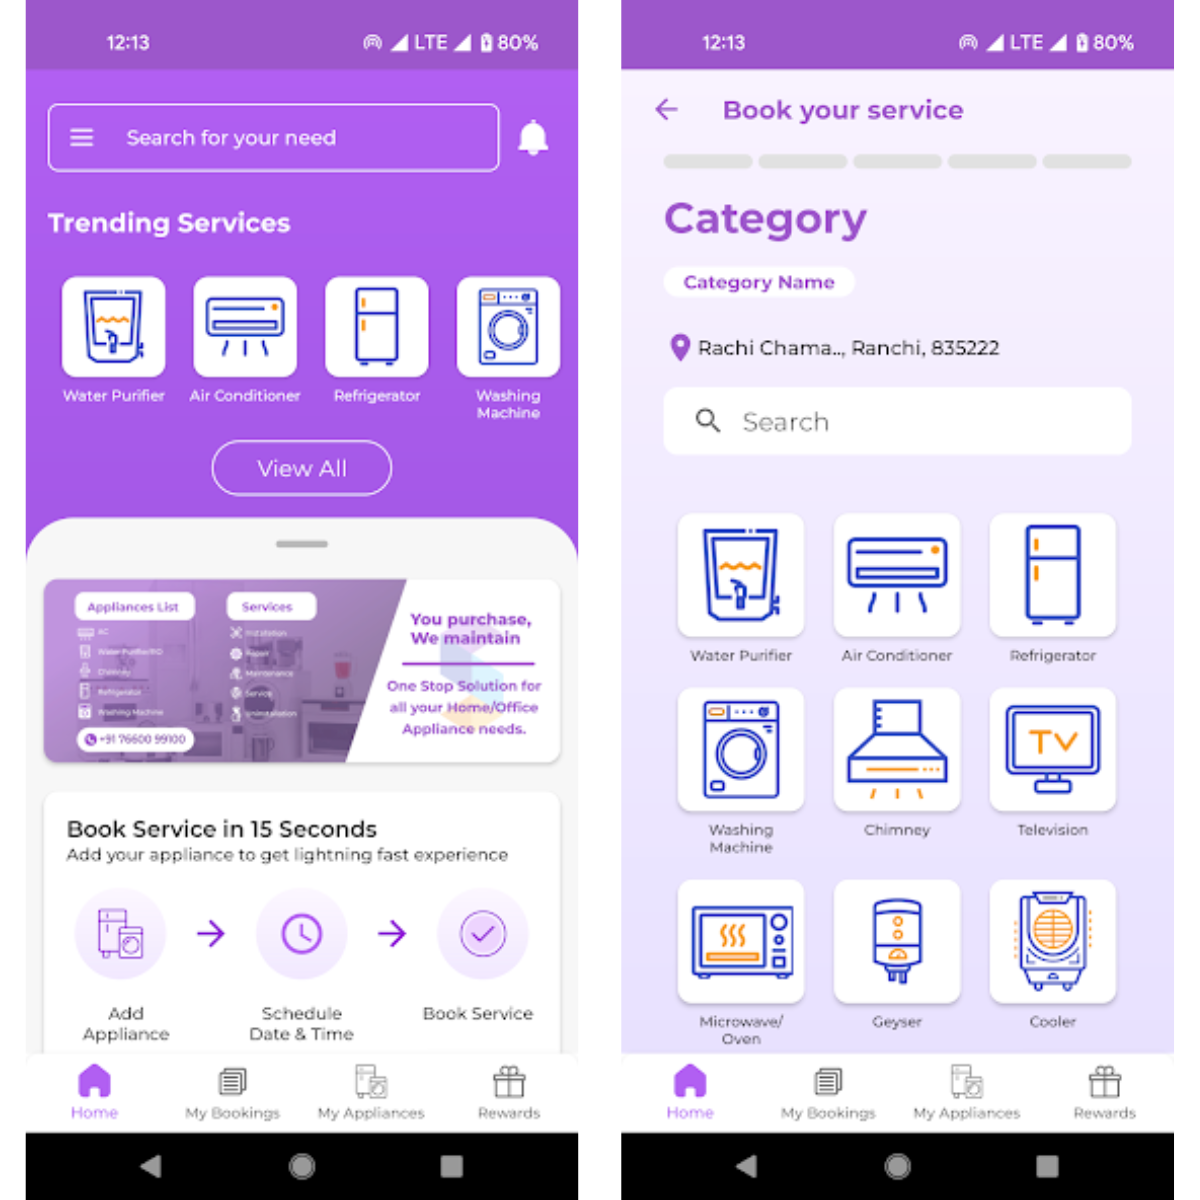 12:13
LTE
80%
Search for your need
Trending Services
Water Purifier
Air Conditioner
Refrigerator
Washing
Machine
View All
Appliances List
AC
Water Purifier/RO
Chimney
Refrigerator
Washing Machine
+91 76600 99100
Services
Installation
Repair
Maintenance
Service
Uninstallation
You purchase,
We maintain
One Stop Solution for
all your Home/Office
Appliance needs.
Book Service in 15 Seconds
Add your appliance to get lightning fast experience
Add
Appliance
Schedule
Date & Time
Book Service
Home
My Bookings
My Appliances
Rewards
12:13
LTE
80%
Book your service
Category
Category Name
Rachi Chama.., Ranchi, 835222
Search
Water Purifier
Air Conditioner
Refrigerator
Washing
Machine
Chimney
Television
TV
Microwave/
Oven
Geyser
Cooler
Home
My Bookings
My Appliances
Rewards